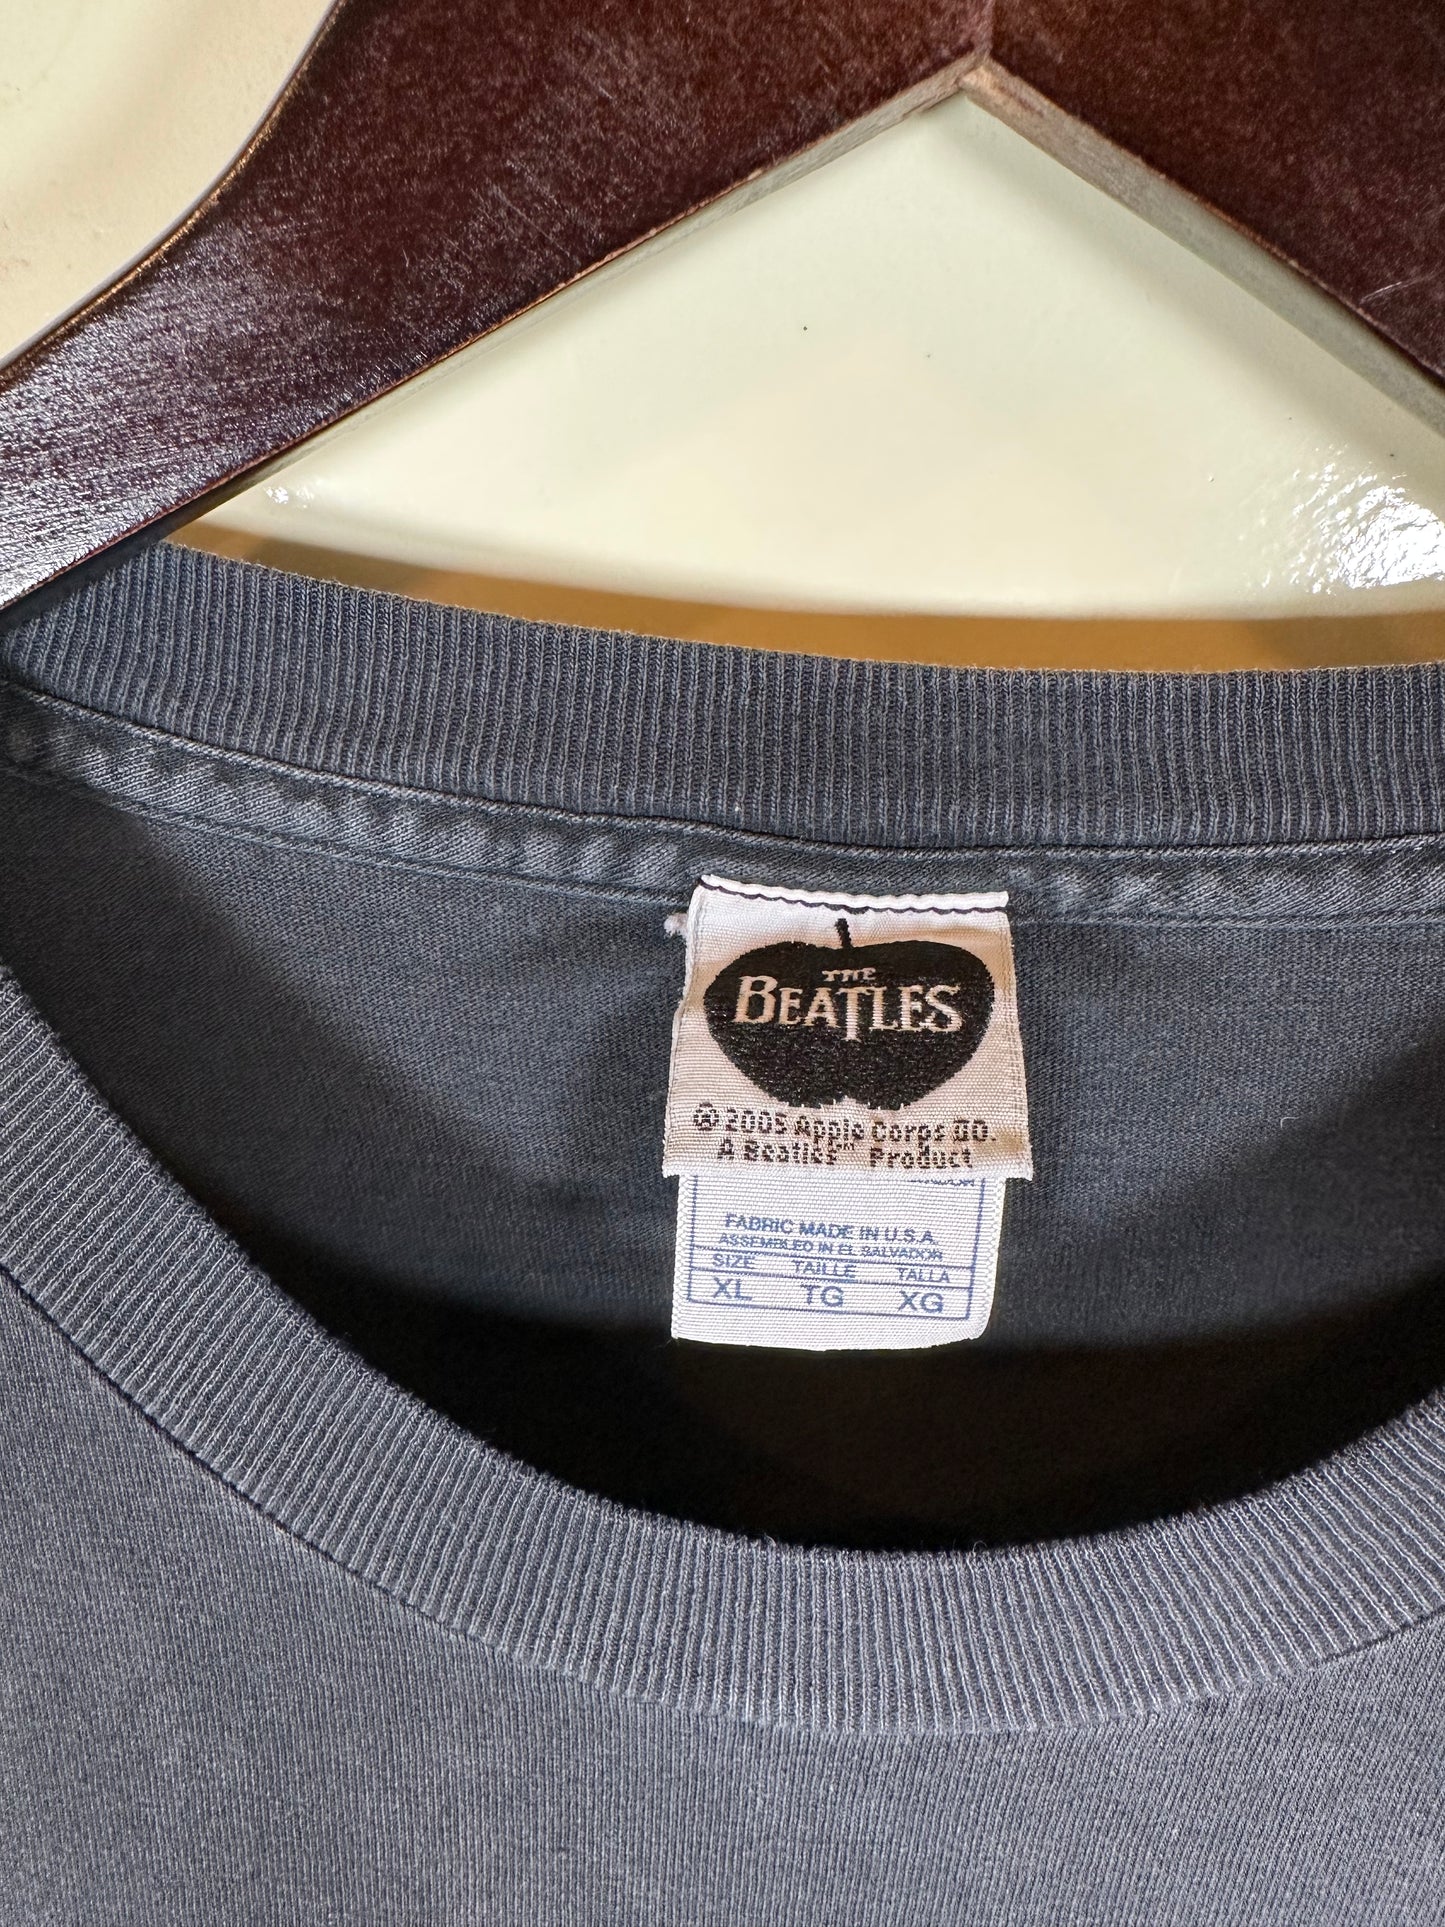 THE
BEATLES
© 2005 Apple Corps
A Beatles™ Product
FABRIC MADE IN U.S.A.
ASSEMBLED IN EL SALVADOR
SIZE TAILLE TALLA
XL TG XG